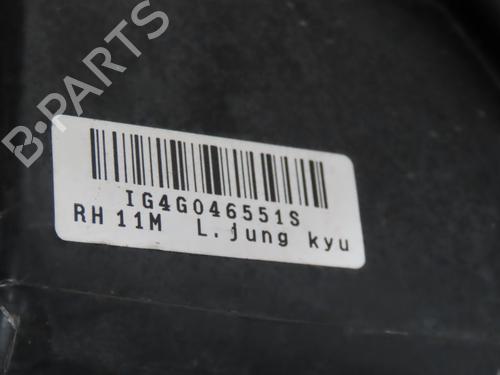 B-PARTS
IG4G046551S
RH 11M L.jung kyu